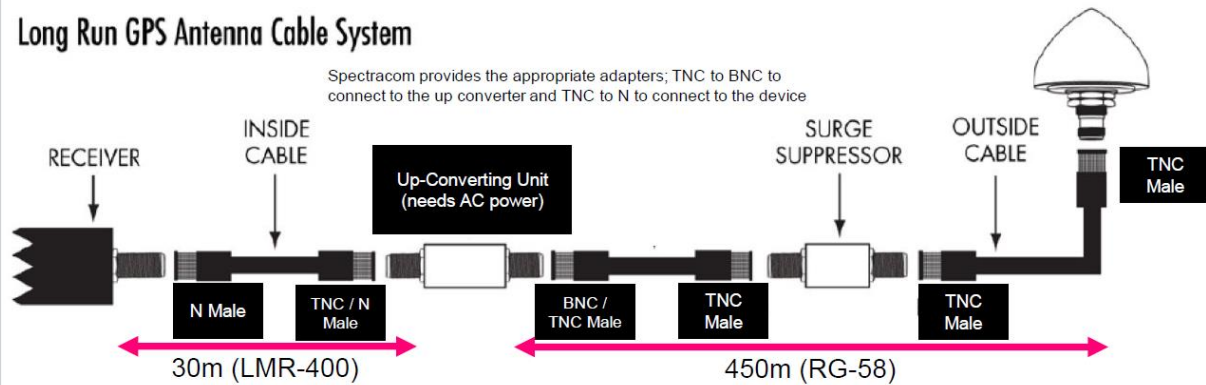 Long Run GPS Antenna Cable System
Spectracom provides the appropriate adapters; TNC to BNC to
connect to the up converter and TNC to N to connect to the device
RECEIVER
INSIDE
CABLE
Up-Converting Unit
(needs AC power)
SURGE
SUPPRESSOR
OUTSIDE
CABLE
TNC
Male
N Male
TNC / N
Male
BNC /
TNC Male
TNC
Male
TNC
Male
30m (LMR-400)
450m (RG-58)